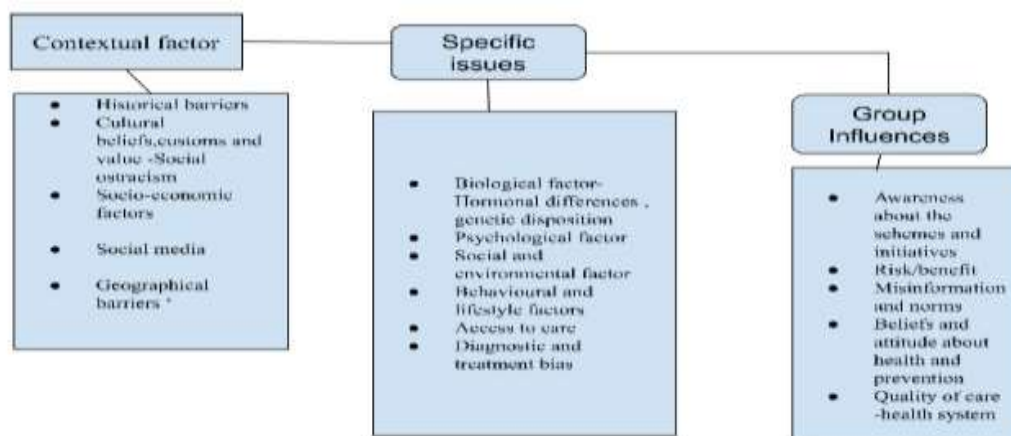 Contextual factor
● Historical barriers
● Cultural
beliefs,customs and
value -Social
ostracism
● Socio-economic
factors
● Social media
● Geographical
barriers *
Specific
issues
● Biological factor-
Hormonal differences ,
genetic disposition
● Psychological factor
● Social and
environmental factor
● Behavioural and
lifestyle factors
● Access to care
● Diagnostic and
treatment bias
Group
Influences
● Awareness
about the
schemes and
initiatives
● Risk/benefit
● Misinformation
and norms
● Beliefs and
attitude about
health and
prevention
● Quality of care
-health system